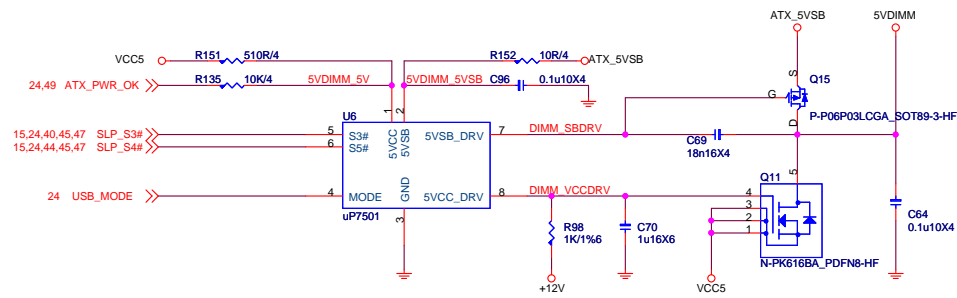 ATX_5VSB 5VDIMM
VCC5 R151 510R/4 R152 10R/4 ATX_5VSB
24,49 ATX_PWR_OK R135 10K/4 5VDIMM_5V 5VDIMM_5VSB C96 0.1u10X4
S Q15
G
P-P06P03LCGA_SOT89-3-HF
D
U6 1 2
15,24,40,45,47 SLP_S3# 5 S3# 5VCC 5VSB 5VSB_DRV 7 DIMM_SBDRV
15,24,44,45,47 SLP_S4# 6 S5#
C69
18n16X4
5 Q11
24 USB_MODE 4 MODE GND 5VCC_DRV 8 DIMM_VCCDRV 4
3
2
1
uP7501 3
R98
1K/1%6
C70
1u16X6
C64
0.1u10X4
N-PK616BA_PDFN8-HF
+12V VCC5